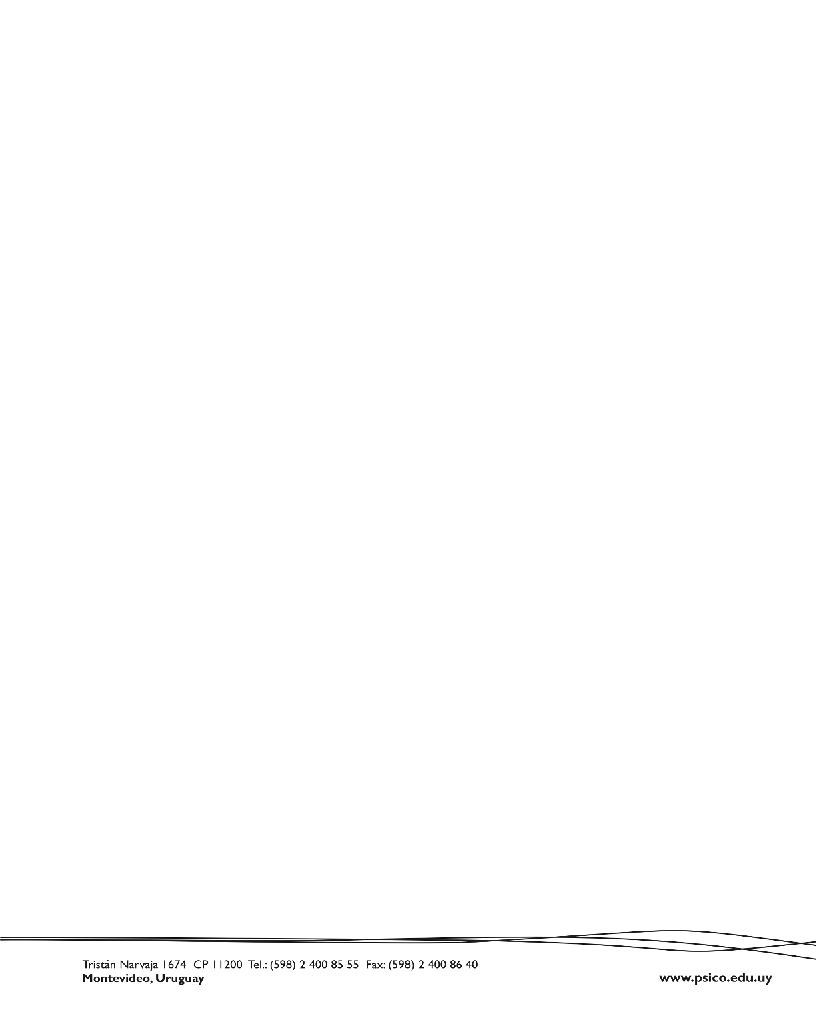 Tristán Narvaja 1674 CP 11200 Tel.: (598) 2 400 85 55 Fax: (598) 2 400 86 40
Montevideo, Uruguay
www.psico.edu.uy